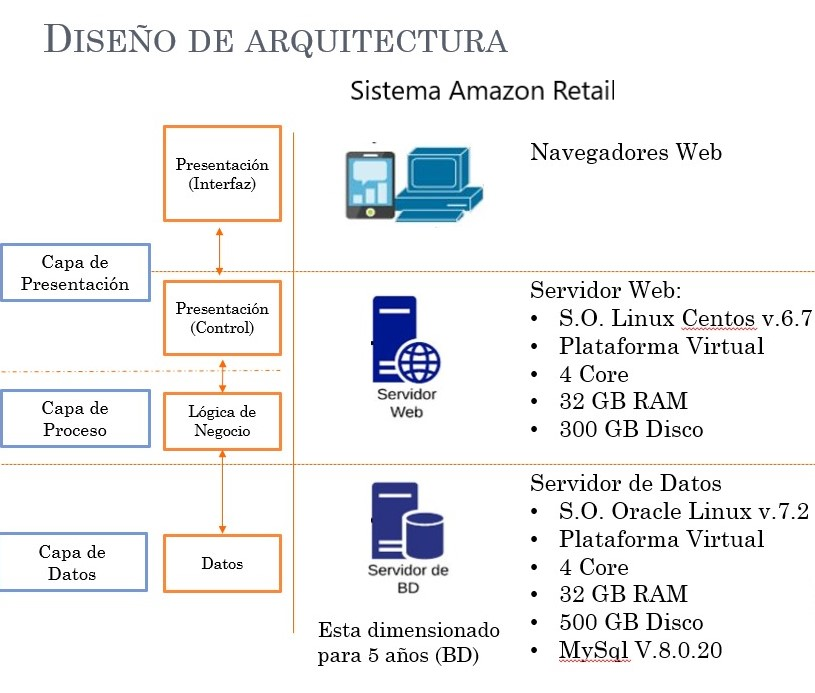 DISEÑO DE ARQUITECTURA
Sistema Amazon Retail
Presentación
(Interfaz)
Navegadores Web
Capa de
Presentación
Presentación
(Control)
Servidor
Web
Servidor Web:
• S.O. Linux Centos v.6.7
• Plataforma Virtual
• 4 Core
• 32 GB RAM
• 300 GB Disco
Capa de
Proceso
Lógica de
Negocio
Capa de
Datos
Datos
Servidor de
BD
Esta dimensionado
para 5 años (BD)
Servidor de Datos
• S.O. Oracle Linux v.7.2
• Plataforma Virtual
• 4 Core
• 32 GB RAM
• 500 GB Disco
• MySql V.8.0.20